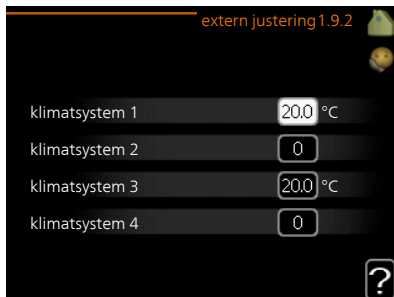 extern justering 1.9.2
klimatsystem 1 20.0 °C
klimatsystem 2 0
klimatsystem 3 20.0 °C
klimatsystem 4 0
?